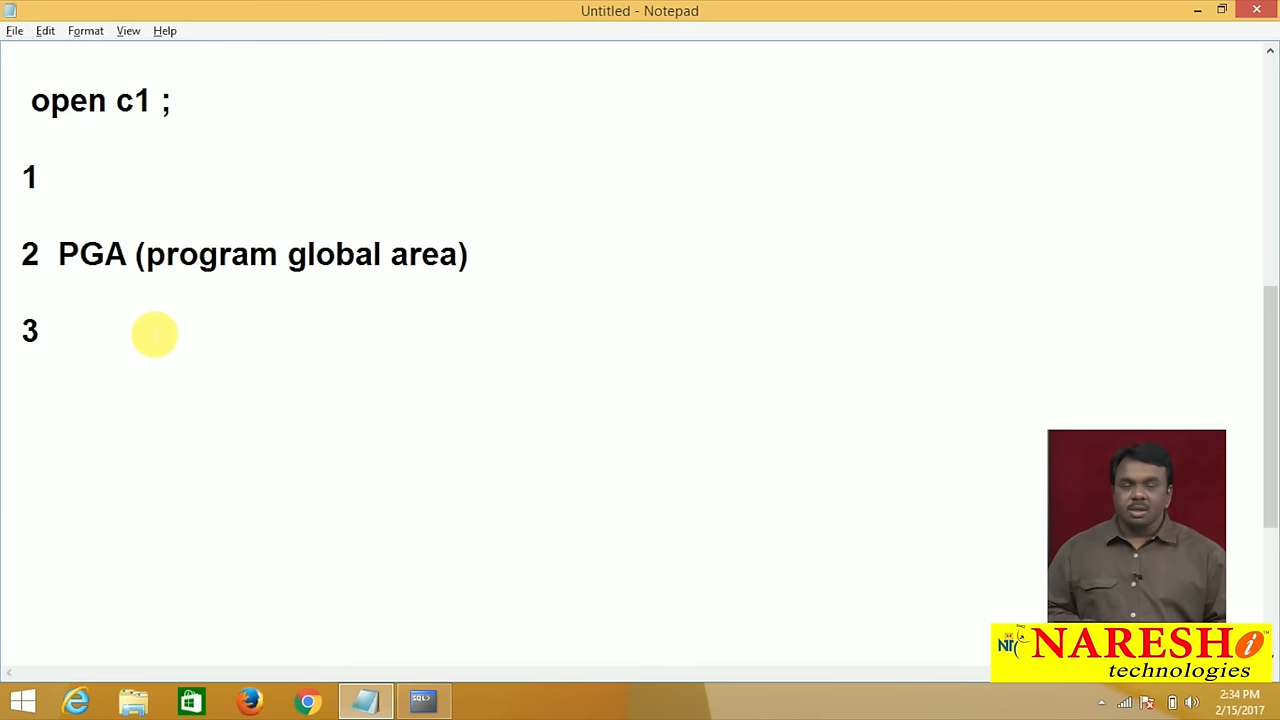 Untitled - Notepad
File Edit Format View Help
open c1 ;
1
2 PGA (program global area)
3
NARESH i
technologies
SQL>
2:34 PM
2/15/2017